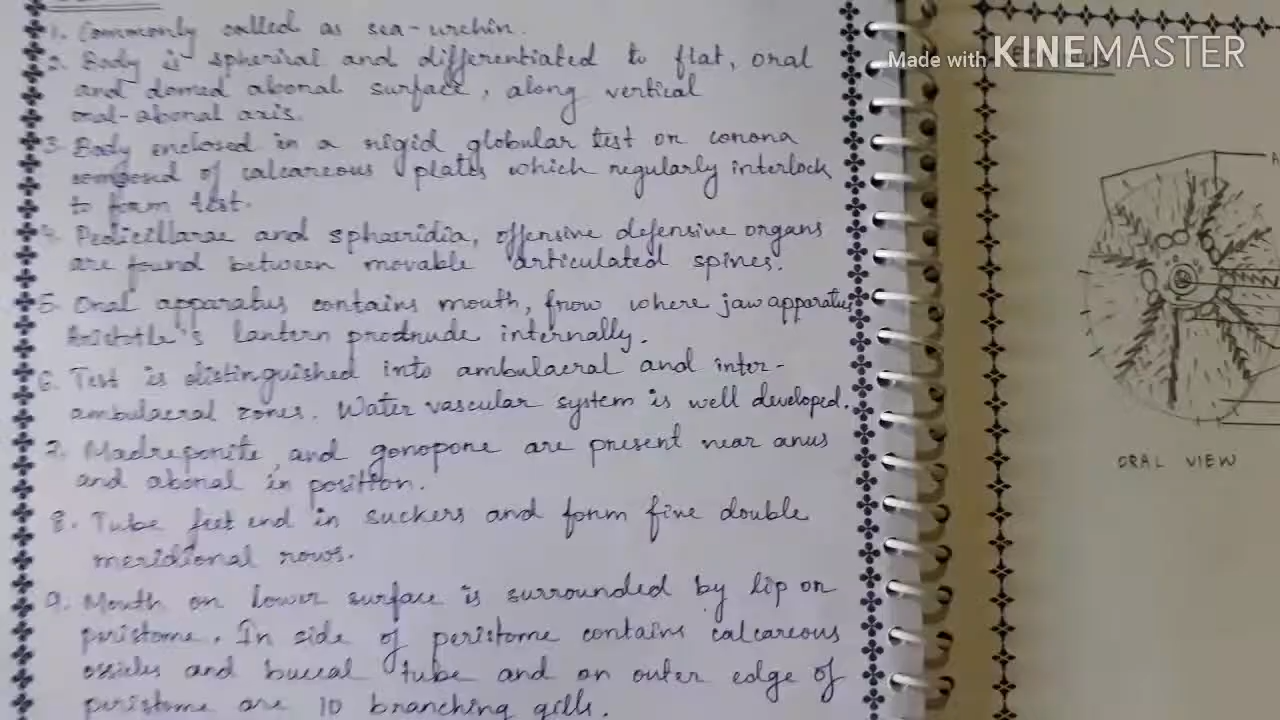 1. Commonly called as sea-urchin.
2. Body is spherical and differentiated to flat, oral
and domed aboral surface, along vertical
oral-aboral axis.
3. Body enclosed in a rigid globular test or corona
composed of calcareous plates which regularly interlock
to form test.
4. Pedicillarae and sphaeridia, offensive defensive organs
are found between movable articulated spines.
5. Oral apparatus contains mouth, from where jaw apparatus
Aristotle's lantern protrude internally.
6. Test is distinguished into ambulacral and inter-
ambulacral zones. Water vascular system is well developed.
7. Madreporite and gonopore are present near anus
and aboral in position.
8. Tube feet end in suckers and form five double
meridional rows.
9. Mouth on lower surface is surrounded by lip or
peristome. In side of peristome contains calcareous
ossicles and buccal tube and on outer edge of
peristome are 10 branching gills.
Made with KINEMASTER
A
ORAL VIEW